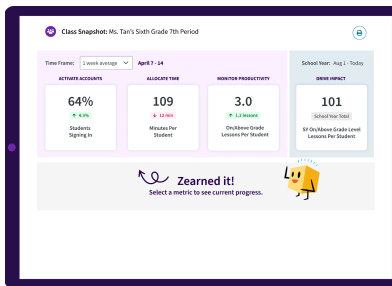 Class Snapshot: Ms. Tan's Sixth Grade 7th Period
Time Frame: 1 week average April 7 - 14
School Year: Aug 1 - Today
ACTIVATE ACCOUNTS
ALLOCATE TIME
MONITOR PRODUCTIVITY
DRIVE IMPACT
64%
↑ 4.5%
Students
Signing In
109
↓ 12 min
Minutes Per
Student
3.0
↑ 1.2 lessons
On/Above Grade
Lessons Per Student
101
School Year Total
SY On/Above Grade Level
Lessons Per Student
Zearned it!
Select a metric to see current progress.